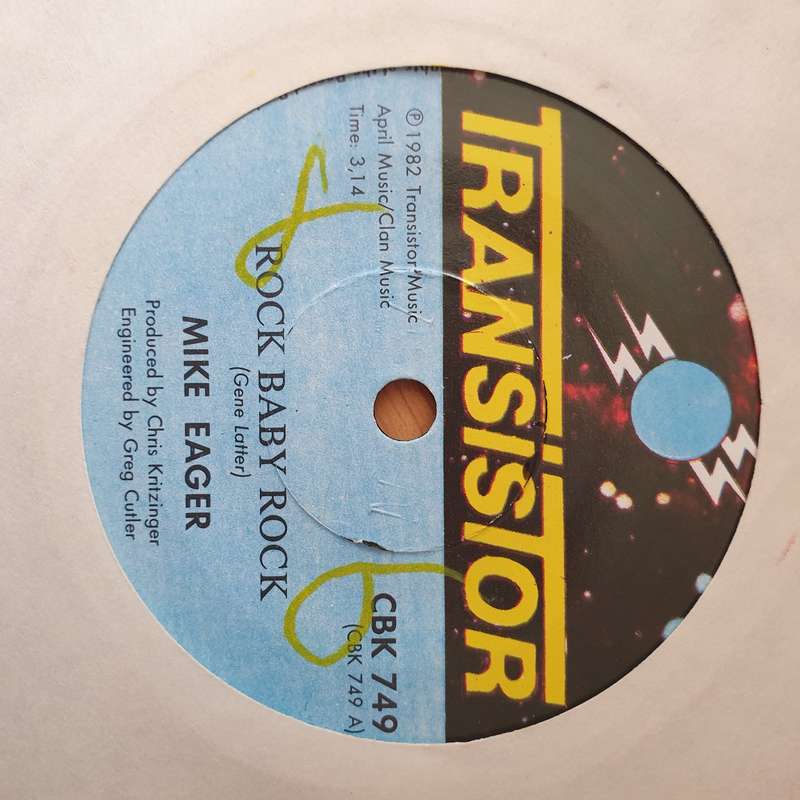 TRANSISTOR
℗1982 Transistor Music
April Music/Clan Music
Time: 3,14
CBK 749
(CBK 749 A)
ROCK BABY ROCK
(Gene Latter)
MIKE EAGER
Produced by Chris Kritzinger
Engineered by Greg Cutler